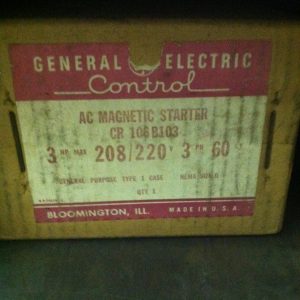 GENERAL ELECTRIC
Control
AC MAGNETIC STARTER
CR 106B103
3 HP MAX 208/220 V 3 PH 60
GENERAL PURPOSE TYPE 1 CASE NEMA
QTY 1
BLOOMINGTON, ILL. MADE IN U.S.A.